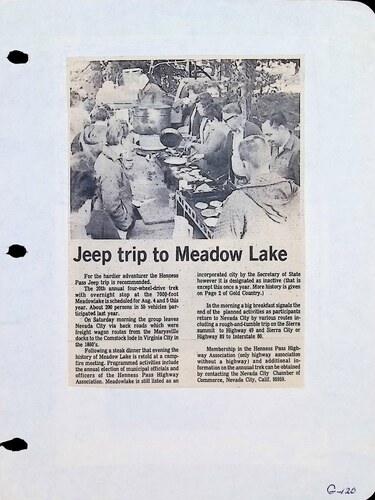 Jeep trip to Meadow Lake
For the hardier adventurer the Henness
Pass Jeep trip is recommended.
The 20th annual four-wheel-drive trek
with overnight stop at the 7000-foot
Meadowlake is scheduled for Aug. 4 and 5 this
year. About 200 persons in 55 vehicles par-
ticipated last year.
On Saturday morning the group leaves
Nevada City via back roads which were
freight wagon routes from the Marysville
docks to the Comstock lode in Virginia City in
the 1860's.
Following a steak dinner that evening the
history of Meadow Lake is retold at a camp-
fire meeting. Programmed activities include
the annual election of municipal officials and
officers of the Henness Pass Highway
Association. Meadowlake is still listed as an
incorporated city by the Secretary of State
however it is designated as inactive (that is
except this once a year. More history is given
on Page 2 of Gold Country.)
In the morning a big breakfast signals the
end of the planned activities as participants
return to Nevada City by various routes in-
cluding a rough-and-tumble trip on the Sierra
summit to Highway 49 and Sierra City or
Highway 89 to Interstate 80.
Membership in the Henness Pass High-
way Association (only highway association
without a highway) and additional infor-
mation on the annual trek can be obtained
by contacting the Nevada City Chamber of
Commerce, Nevada City, Calif. 95959.
G-120